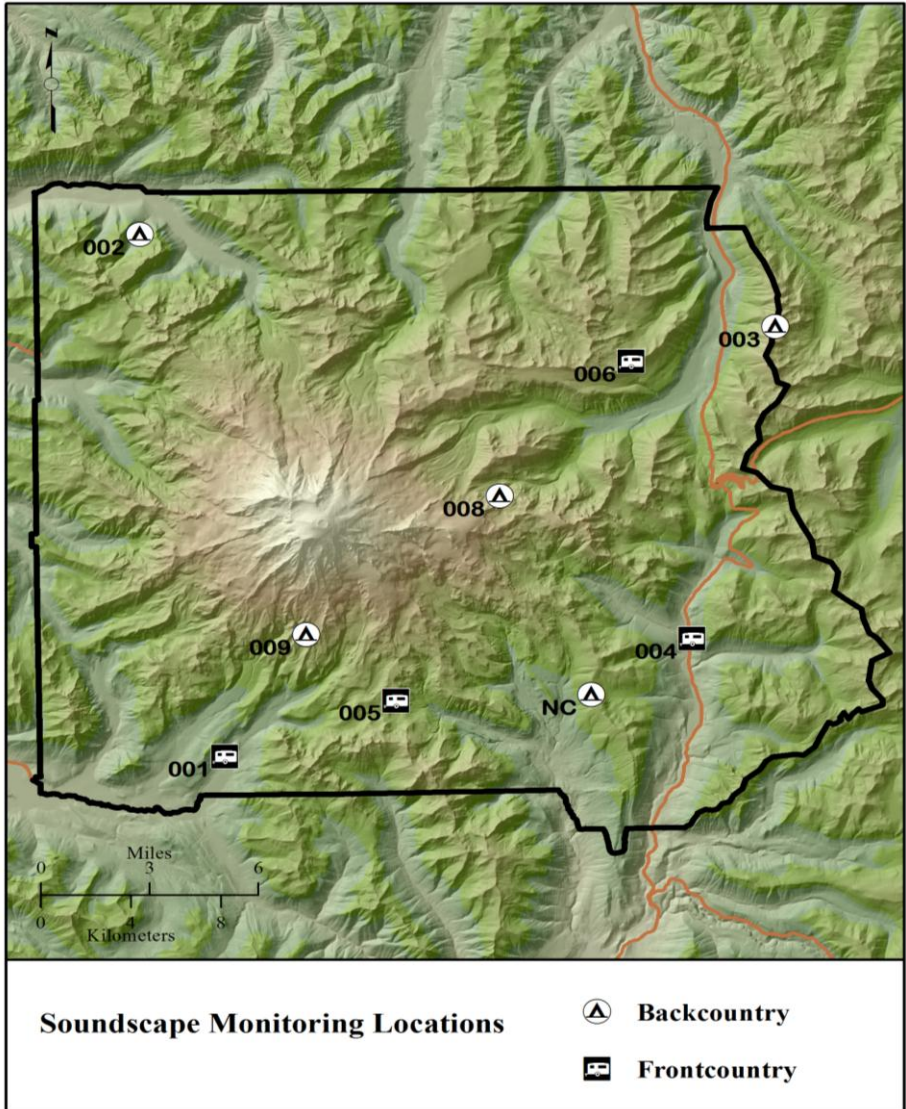 N
002
003
006
008
009
004
NC
005
001
Miles
0 3 6
0 4 8
Kilometers
Soundscape Monitoring Locations
Backcountry
Frontcountry